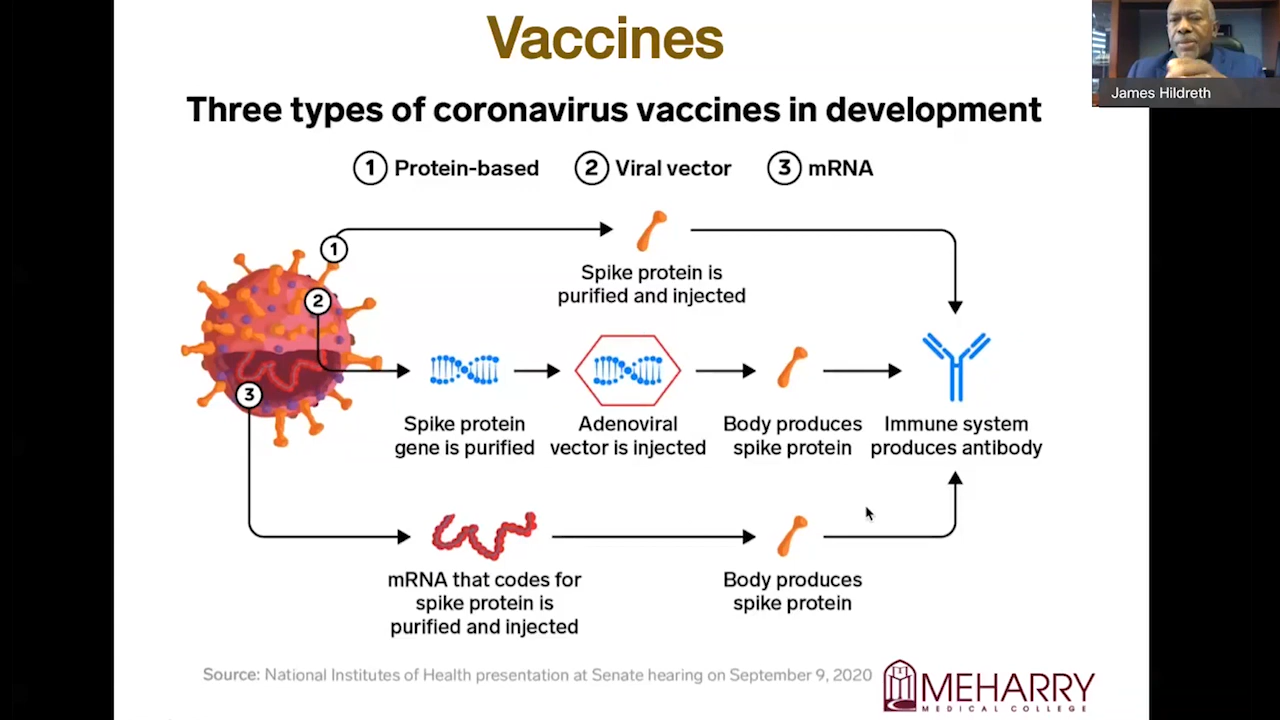 Vaccines
James Hildreth
Three types of coronavirus vaccines in development
1 Protein-based 2 Viral vector 3 mRNA
1
Spike protein is
purified and injected
2
Spike protein
gene is purified
Adenoviral
vector is injected
Body produces
spike protein
Immune system
produces antibody
3
mRNA that codes for
spike protein is
purified and injected
Body produces
spike protein
Source: National Institutes of Health presentation at Senate hearing on September 9, 2020
MEHARRY
MEDICAL COLLEGE